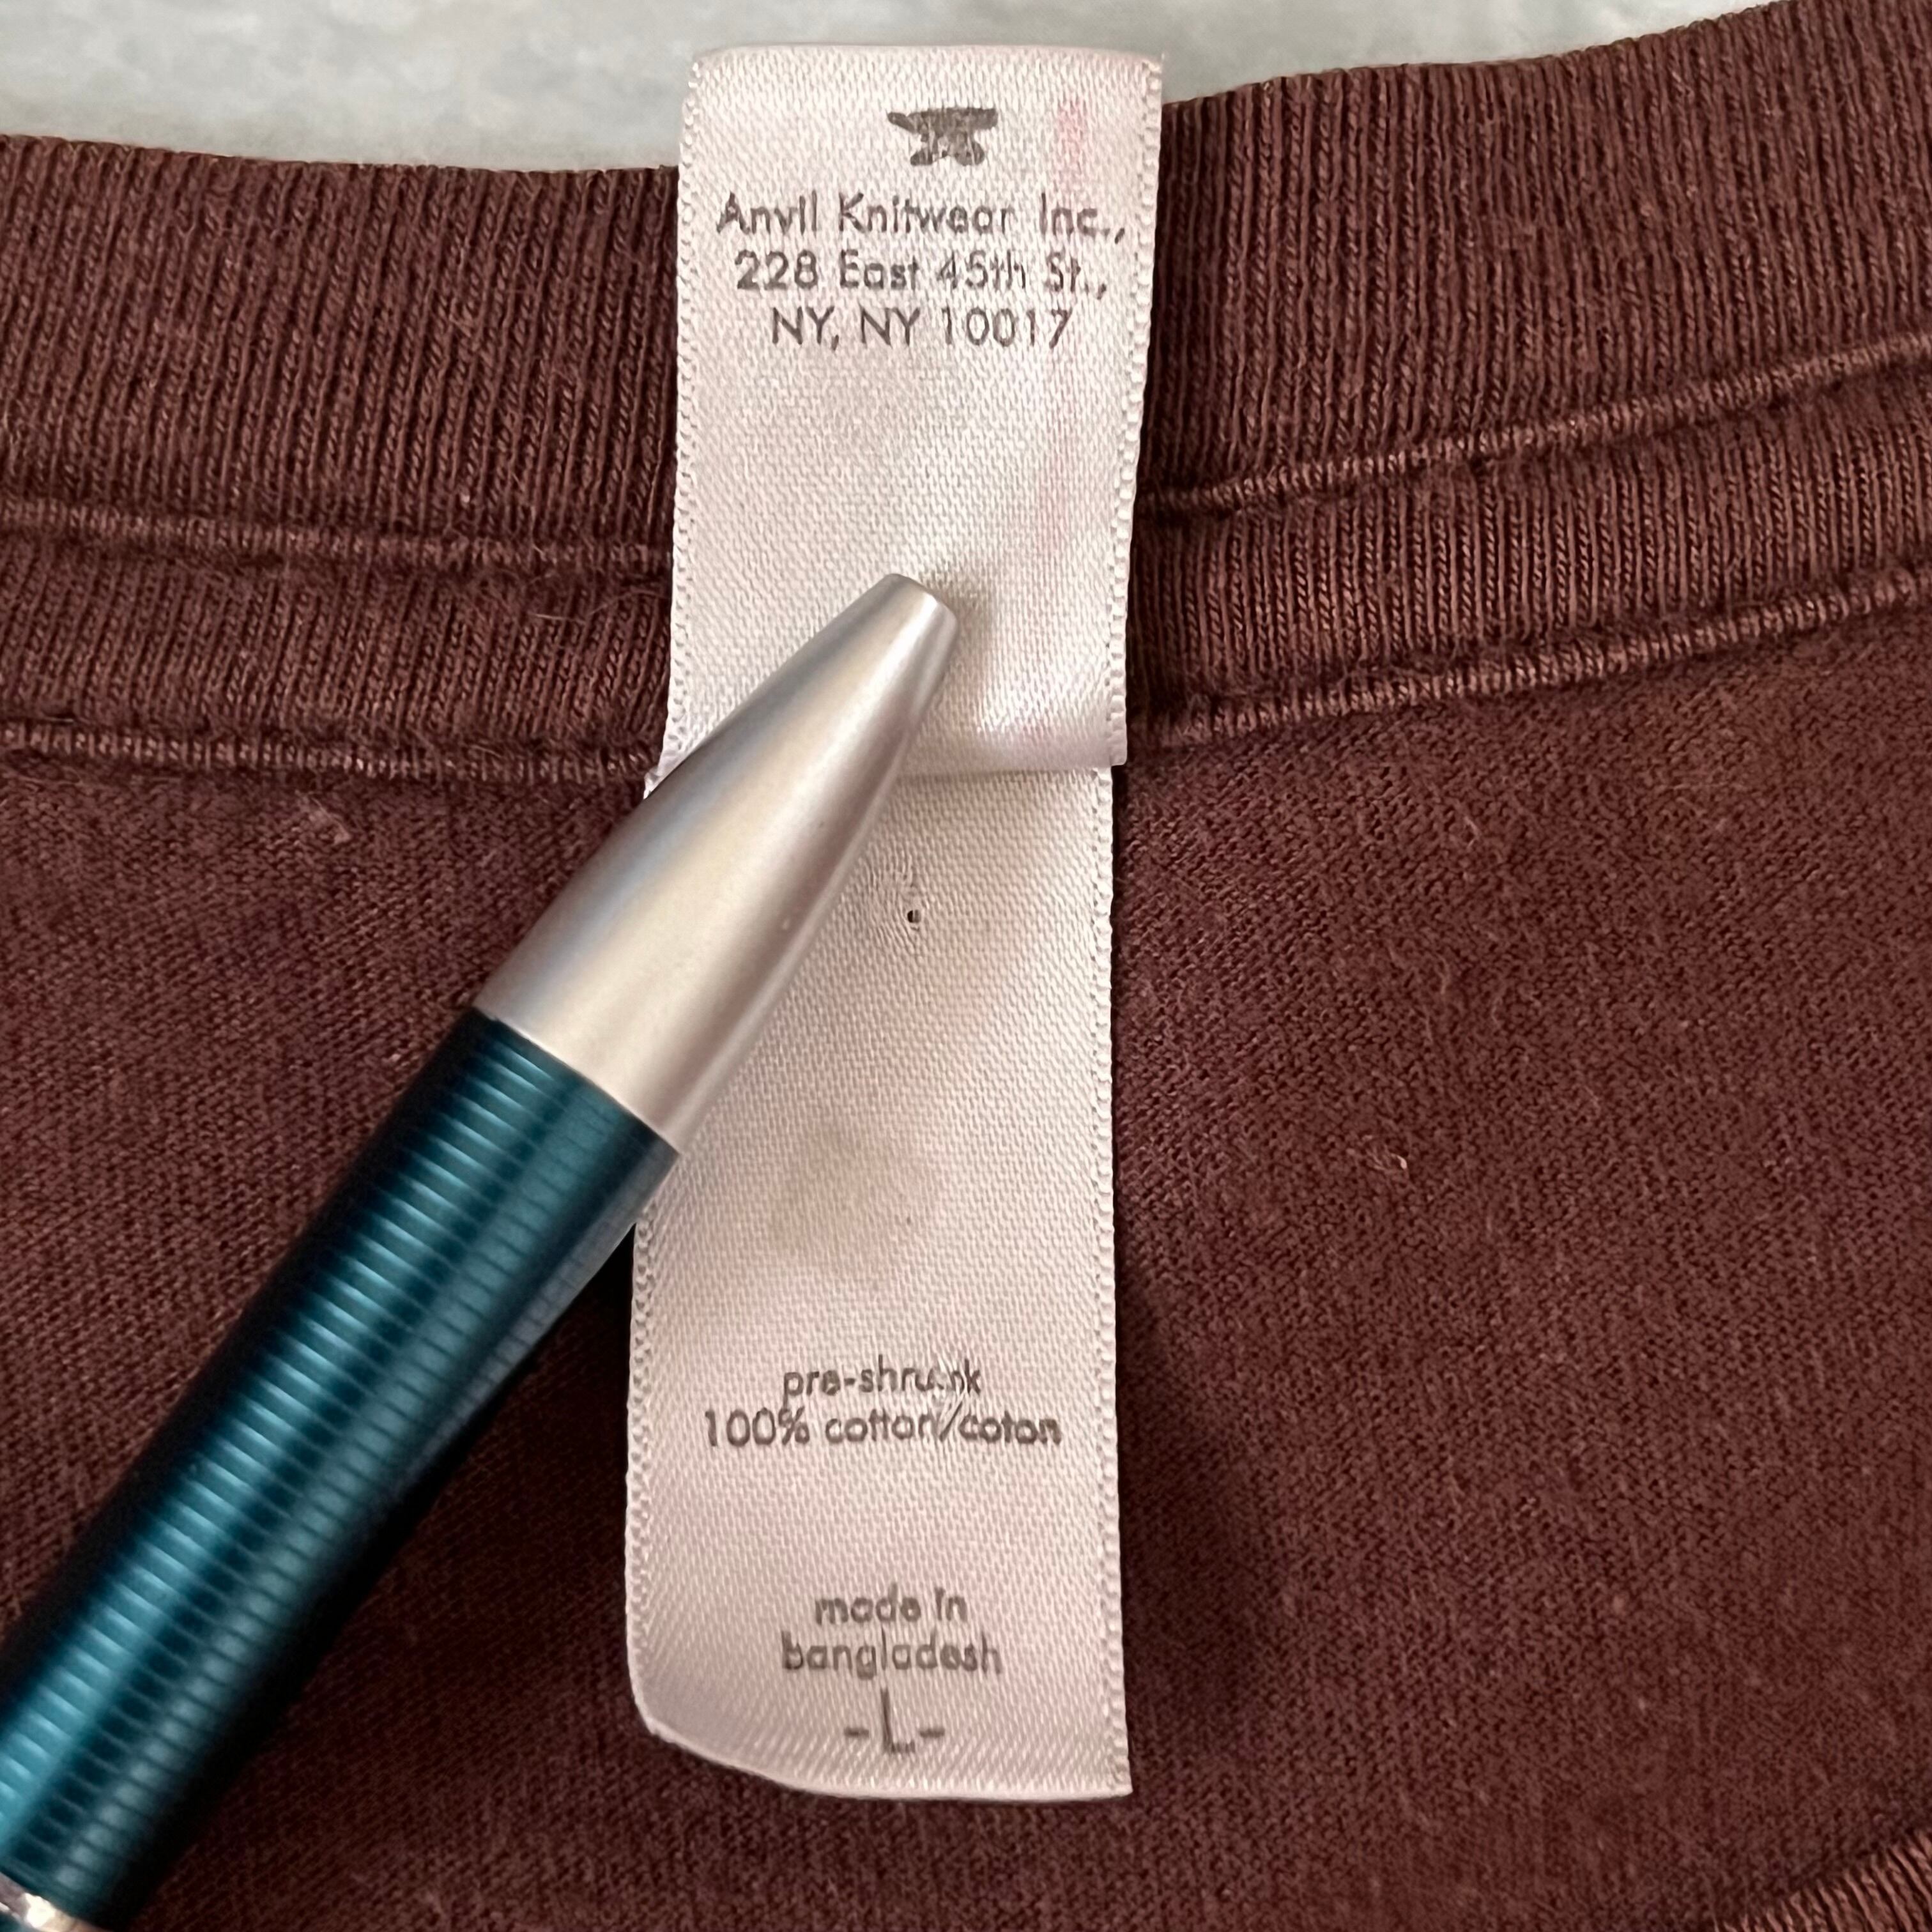 Anvil Knitwear Inc.,
228 East 45th St.,
NY, NY 10017
pre-shrunk
100% cotton/coton
made in
bangladesh
-L-